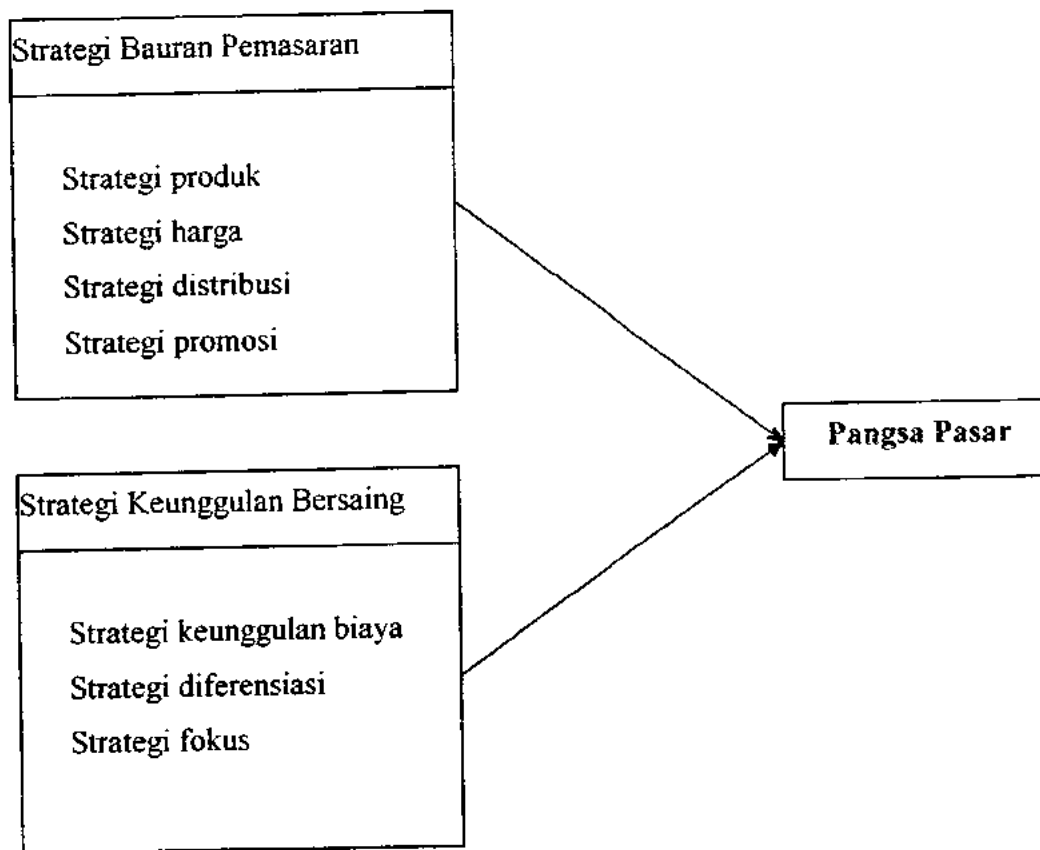 Strategi Bauran Pemasaran
Strategi produk
Strategi harga
Strategi distribusi
Strategi promosi
Pangsa Pasar
Strategi Keunggulan Bersaing
Strategi keunggulan biaya
Strategi diferensiasi
Strategi fokus